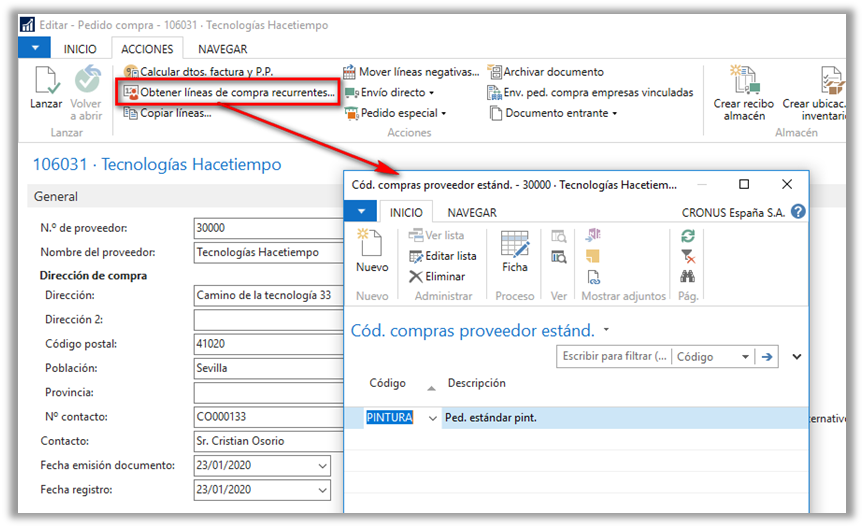 Editar - Pedido compra - 106031 · Tecnologías Hacetiempo
INICIO
ACCIONES
NAVEGAR
Lanzar
Volver a abrir
Lanzar
Calcular dtos. factura y P.P.
Obtener líneas de compra recurrentes...
Copiar líneas...
Mover líneas negativas...
Envío directo
Pedido especial
Archivar documento
Env. ped. compra empresas vinculadas
Documento entrante
Acciones
Crear recibo almacén
Crear ubicac. inventari
Almacén
106031 · Tecnologías Hacetiempo
General
N.º de proveedor:
30000
Nombre del proveedor:
Tecnologías Hacetiempo
Dirección de compra
Dirección:
Camino de la tecnología 33
Dirección 2:
Código postal:
41020
Población:
Sevilla
Provincia:
Nº contacto:
CO000133
Contacto:
Sr. Cristian Osorio
Fecha emisión documento:
23/01/2020
Fecha registro:
23/01/2020
ernative
Cód. compras proveedor estánd. - 30000 · Tecnologías Hacetiem...
INICIO
NAVEGAR
CRONUS España S.A.
Nuevo
Nuevo
Ver lista
Editar lista
Eliminar
Administrar
Ficha
Proceso
Ver
Mostrar adjuntos
Pág.
Cód. compras proveedor estánd.
Escribir para filtrar (...
Código
Código
Descripción
PINTURA
Ped. estándar pint.